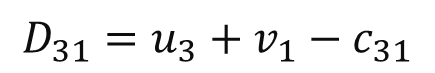 D₃₁ = u₃ + v₁ − c₃₁